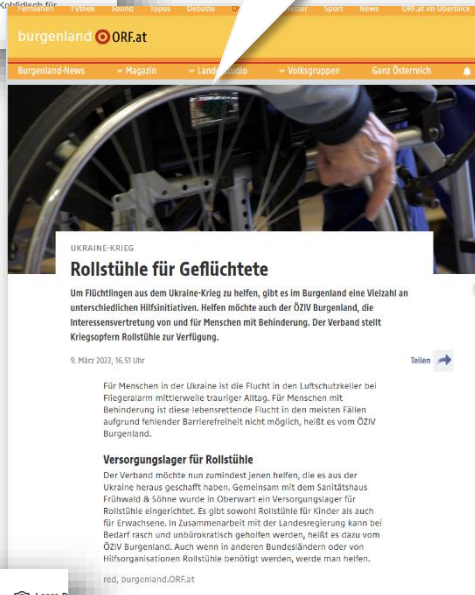 Fernsehen TVthek Sound Topos Debatte Wetter Sport News ORF.at im Überblick
burgenland ORF.at
Burgenland-News Magazin Landesstudio Volksgruppen Ganz Österreich
UKRAINE-KRIEG
Rollstühle für Geflüchtete
Um Flüchtlingen aus dem Ukraine-Krieg zu helfen, gibt es im Burgenland eine Vielzahl an
unterschiedlichen Hilfsinitiativen. Helfen möchte auch der ÖZIV Burgenland, die
Interessensvertretung von und für Menschen mit Behinderung. Der Verband stellt
Kriegsopfern Rollstühle zur Verfügung.
9. März 2022, 16.51 Uhr Teilen
Für Menschen in der Ukraine ist die Flucht in den Luftschutzkeller bei
Fliegeralarm mittlerweile trauriger Alltag. Für Menschen mit
Behinderung ist diese lebensrettende Flucht in den meisten Fällen
aufgrund fehlender Barrierefreiheit nicht möglich, heißt es vom ÖZIV
Burgenland.
Versorgungslager für Rollstühle
Der Verband möchte nun zumindest jenen helfen, die es aus der
Ukraine heraus geschafft haben. Gemeinsam mit dem Sanitätshaus
Frühwald & Söhne wurde in Oberwart ein Versorgungslager für
Rollstühle eingerichtet. Es gibt sowohl Rollstühle für Kinder als auch
für Erwachsene. In Zusammenarbeit mit der Landesregierung kann bei
Bedarf rasch und unbürokratisch geholfen werden, heißt es dazu vom
ÖZIV Burgenland. Auch wenn in anderen Bundesländern oder von
Hilfsorganisationen Rollstühle benötigt werden, werde man helfen.
red, burgenland.ORF.at